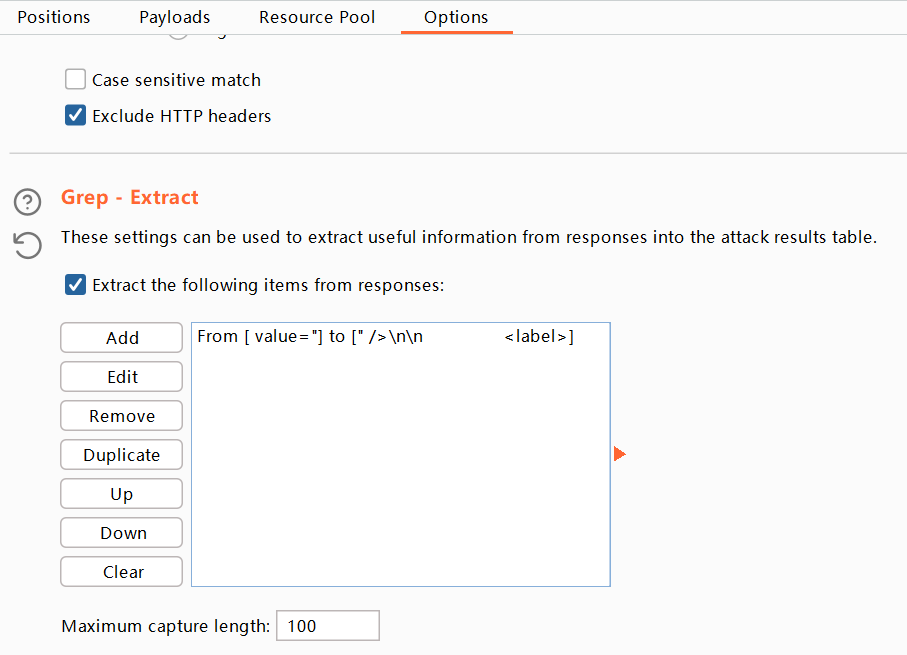 Positions Payloads Resource Pool Options
Case sensitive match
Exclude HTTP headers
?
Grep - Extract
These settings can be used to extract useful information from responses into the attack results table.
Extract the following items from responses:
Add
From [ value="] to [" />\n\n                <label>]
Edit
Remove
Duplicate
Up
Down
Clear
Maximum capture length: 100